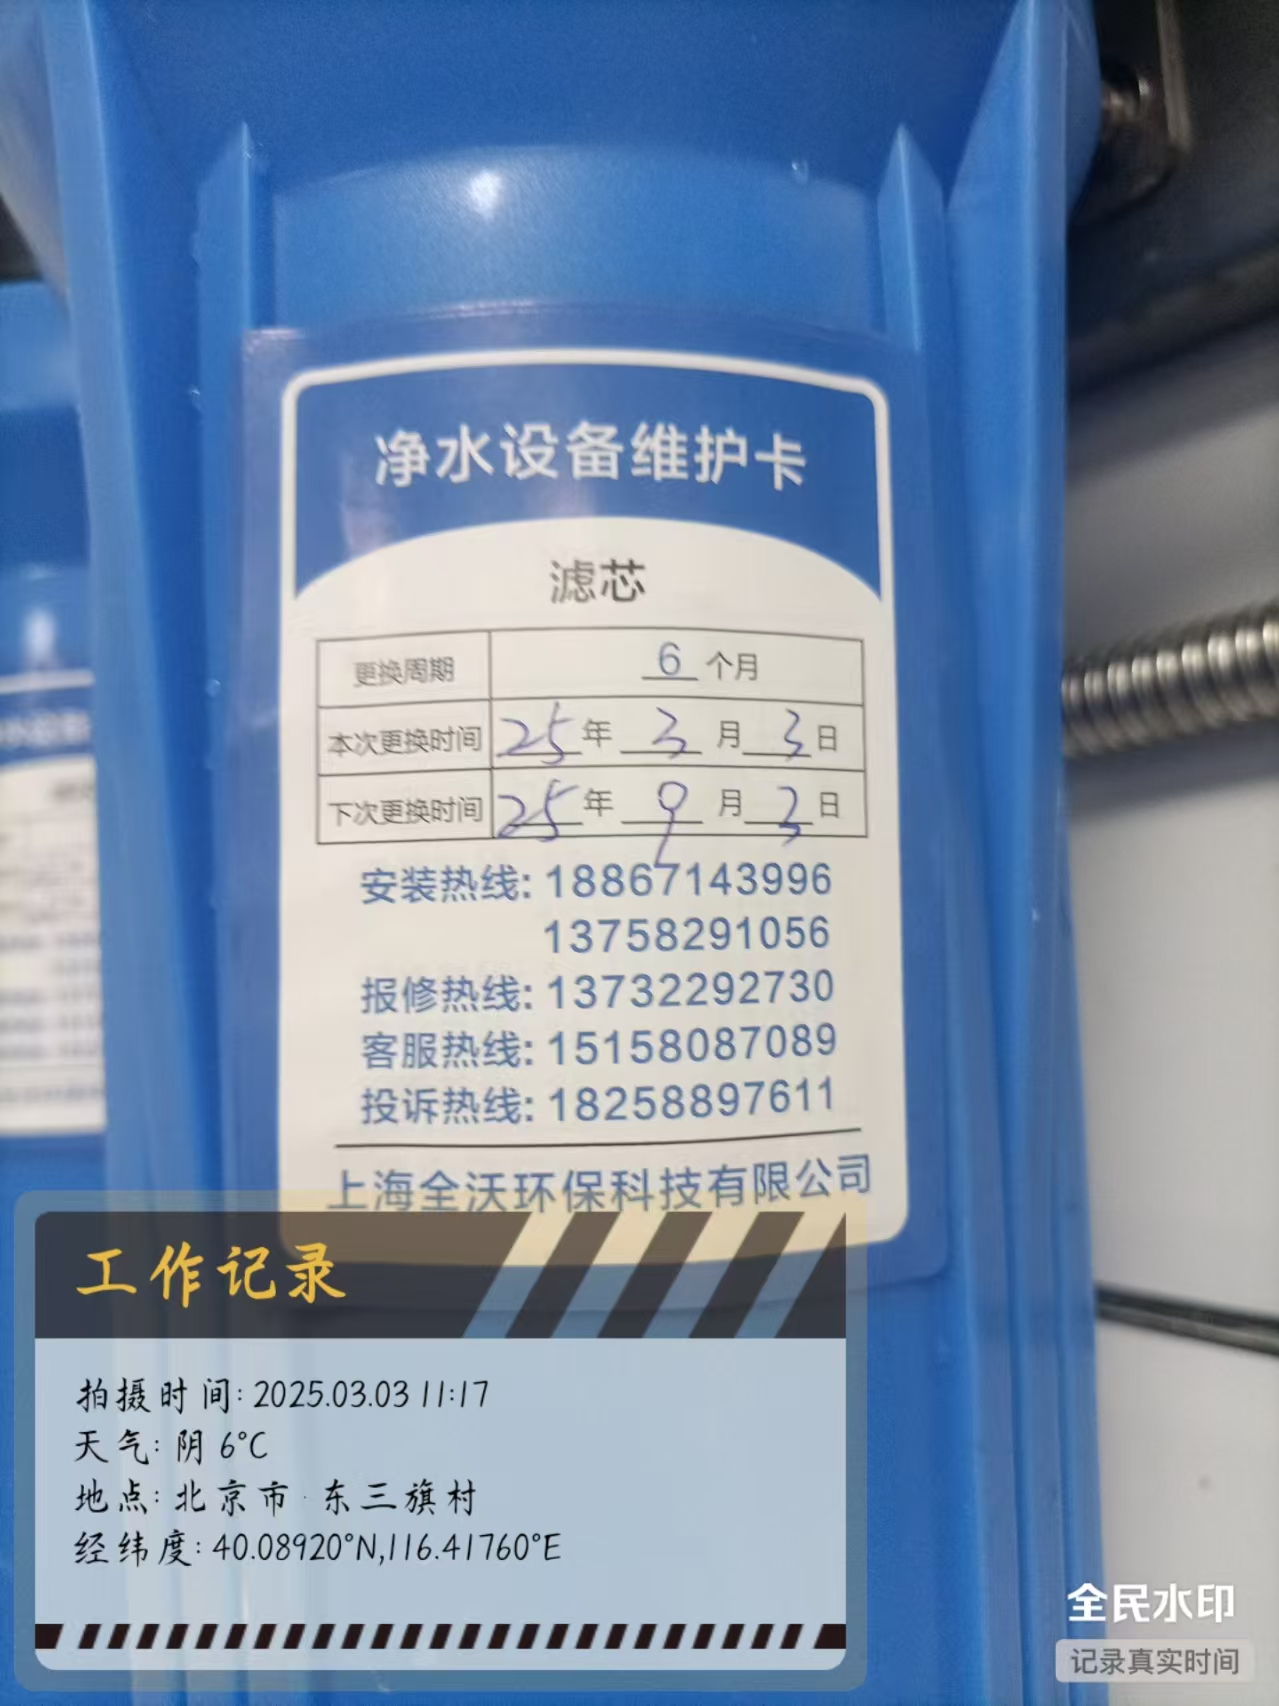 净水设备维护卡
滤芯
更换周期 6 个月
本次更换时间 25 年 3 月 3 日
下次更换时间 25 年 9 月 3 日
安装热线: 18867143996
13758291056
报修热线: 13732292730
客服热线: 15158087089
投诉热线: 18258897611
上海全沃环保科技有限公司
工作记录
拍摄时间: 2025.03.03 11:17
天气: 阴 6°C
地点: 北京市·东三旗村
经纬度: 40.08920°N,116.41760°E
全民水印
记录真实时间